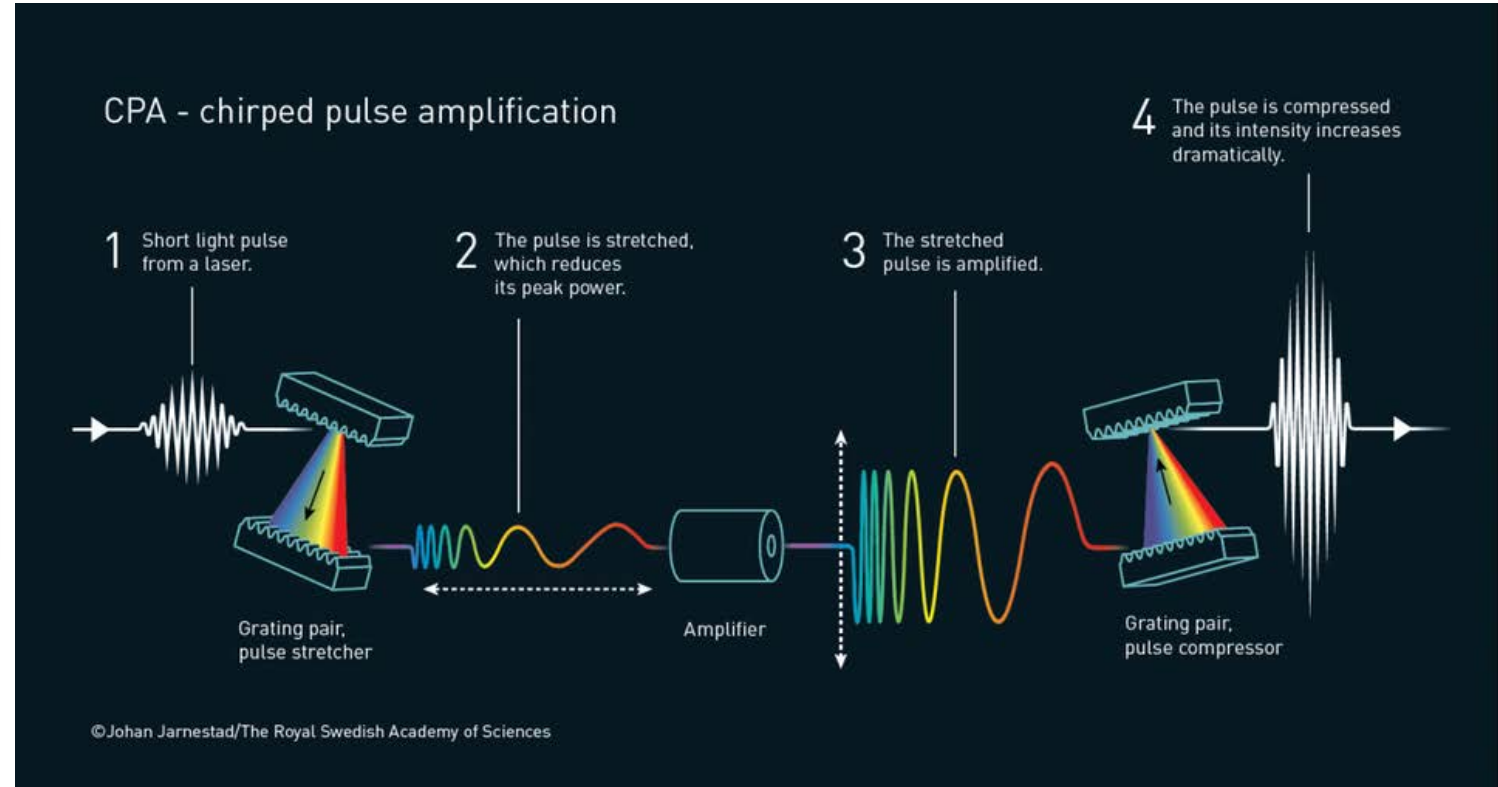 CPA - chirped pulse amplification
1 Short light pulse
from a laser.
2 The pulse is stretched,
which reduces
its peak power.
3 The stretched
pulse is amplified.
4 The pulse is compressed
and its intensity increases
dramatically.
Grating pair,
pulse stretcher
Amplifier
Grating pair,
pulse compressor
©Johan Jarnestad/The Royal Swedish Academy of Sciences